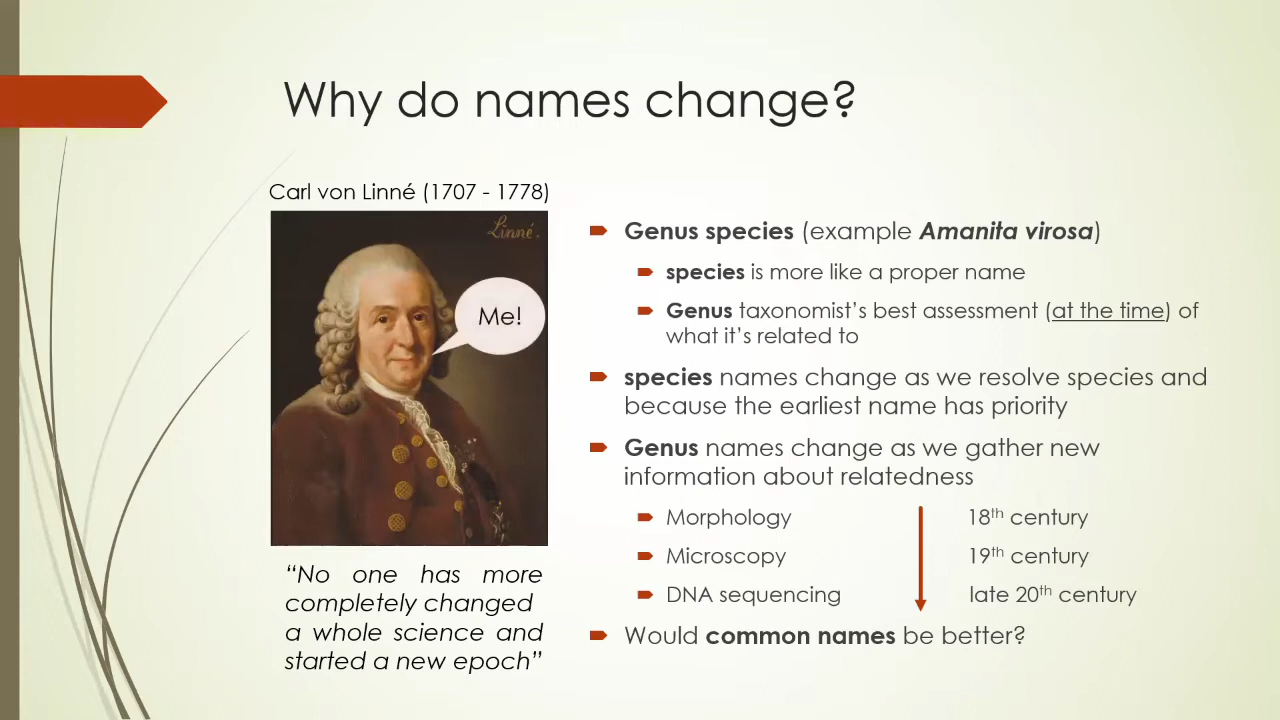 Why do names change?
Carl von Linné (1707 - 1778)
Linné.
Me!
“No one has more
completely changed
a whole science and
started a new epoch”
Genus species (example Amanita virosa)
species is more like a proper name
Genus taxonomist’s best assessment (at the time) of
what it’s related to
species names change as we resolve species and
because the earliest name has priority
Genus names change as we gather new
information about relatedness
Morphology 18th century
Microscopy 19th century
DNA sequencing late 20th century
Would common names be better?